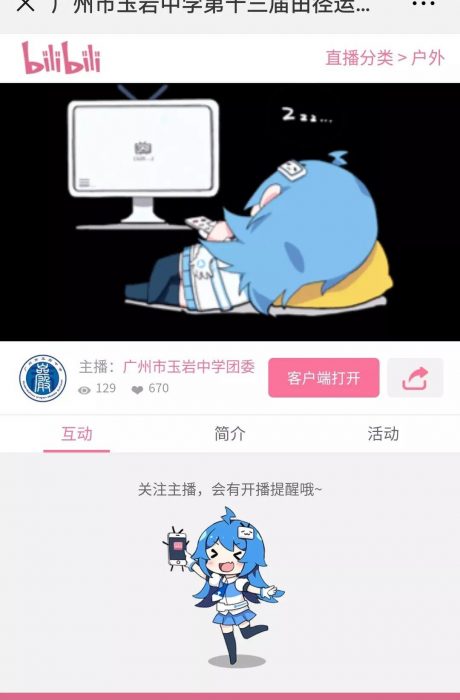 广州市玉岩中学第十三届田径运...
bilibili
直播分类 > 户外
zzz...
主播：广州市玉岩中学团委
129
670
客户端打开
互动
简介
活动
关注主播，会有开播提醒哦~